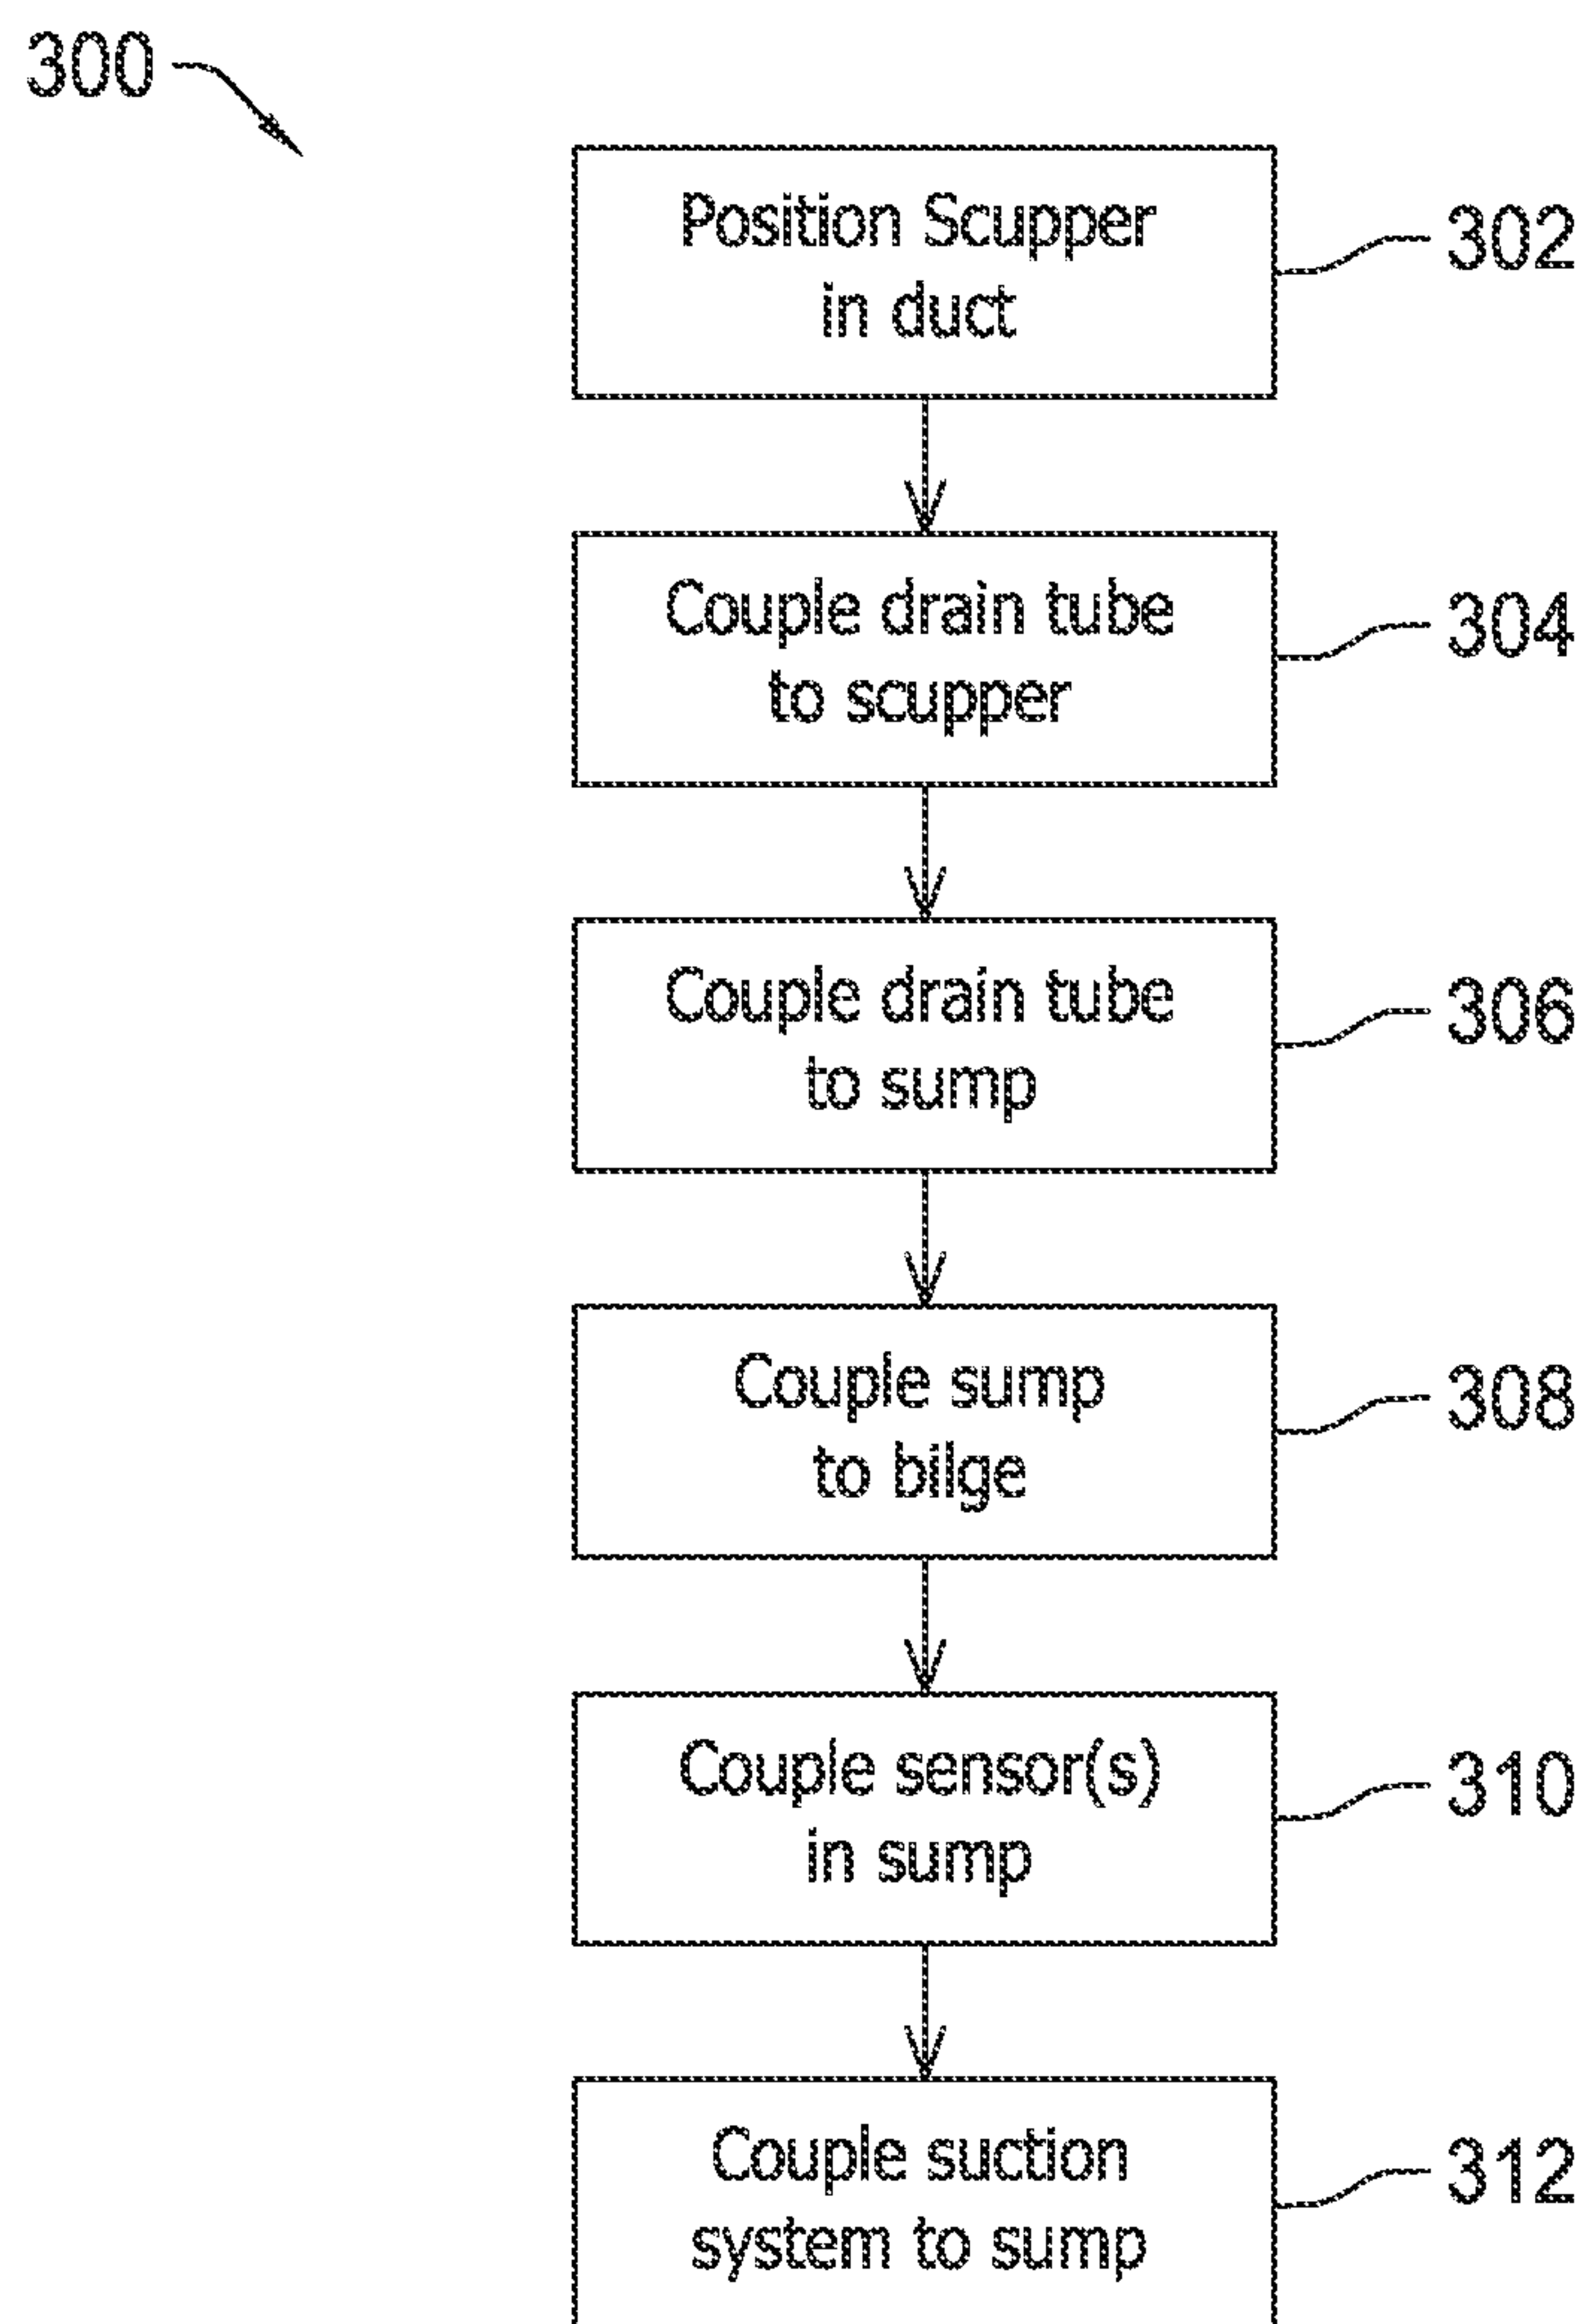 300
Position Scupper
in duct
302
Couple drain tube
to scupper
304
Couple drain tube
to sump
306
Couple sump
to bilge
308
Couple sensor(s)
in sump
310
Couple suction
system to sump
312